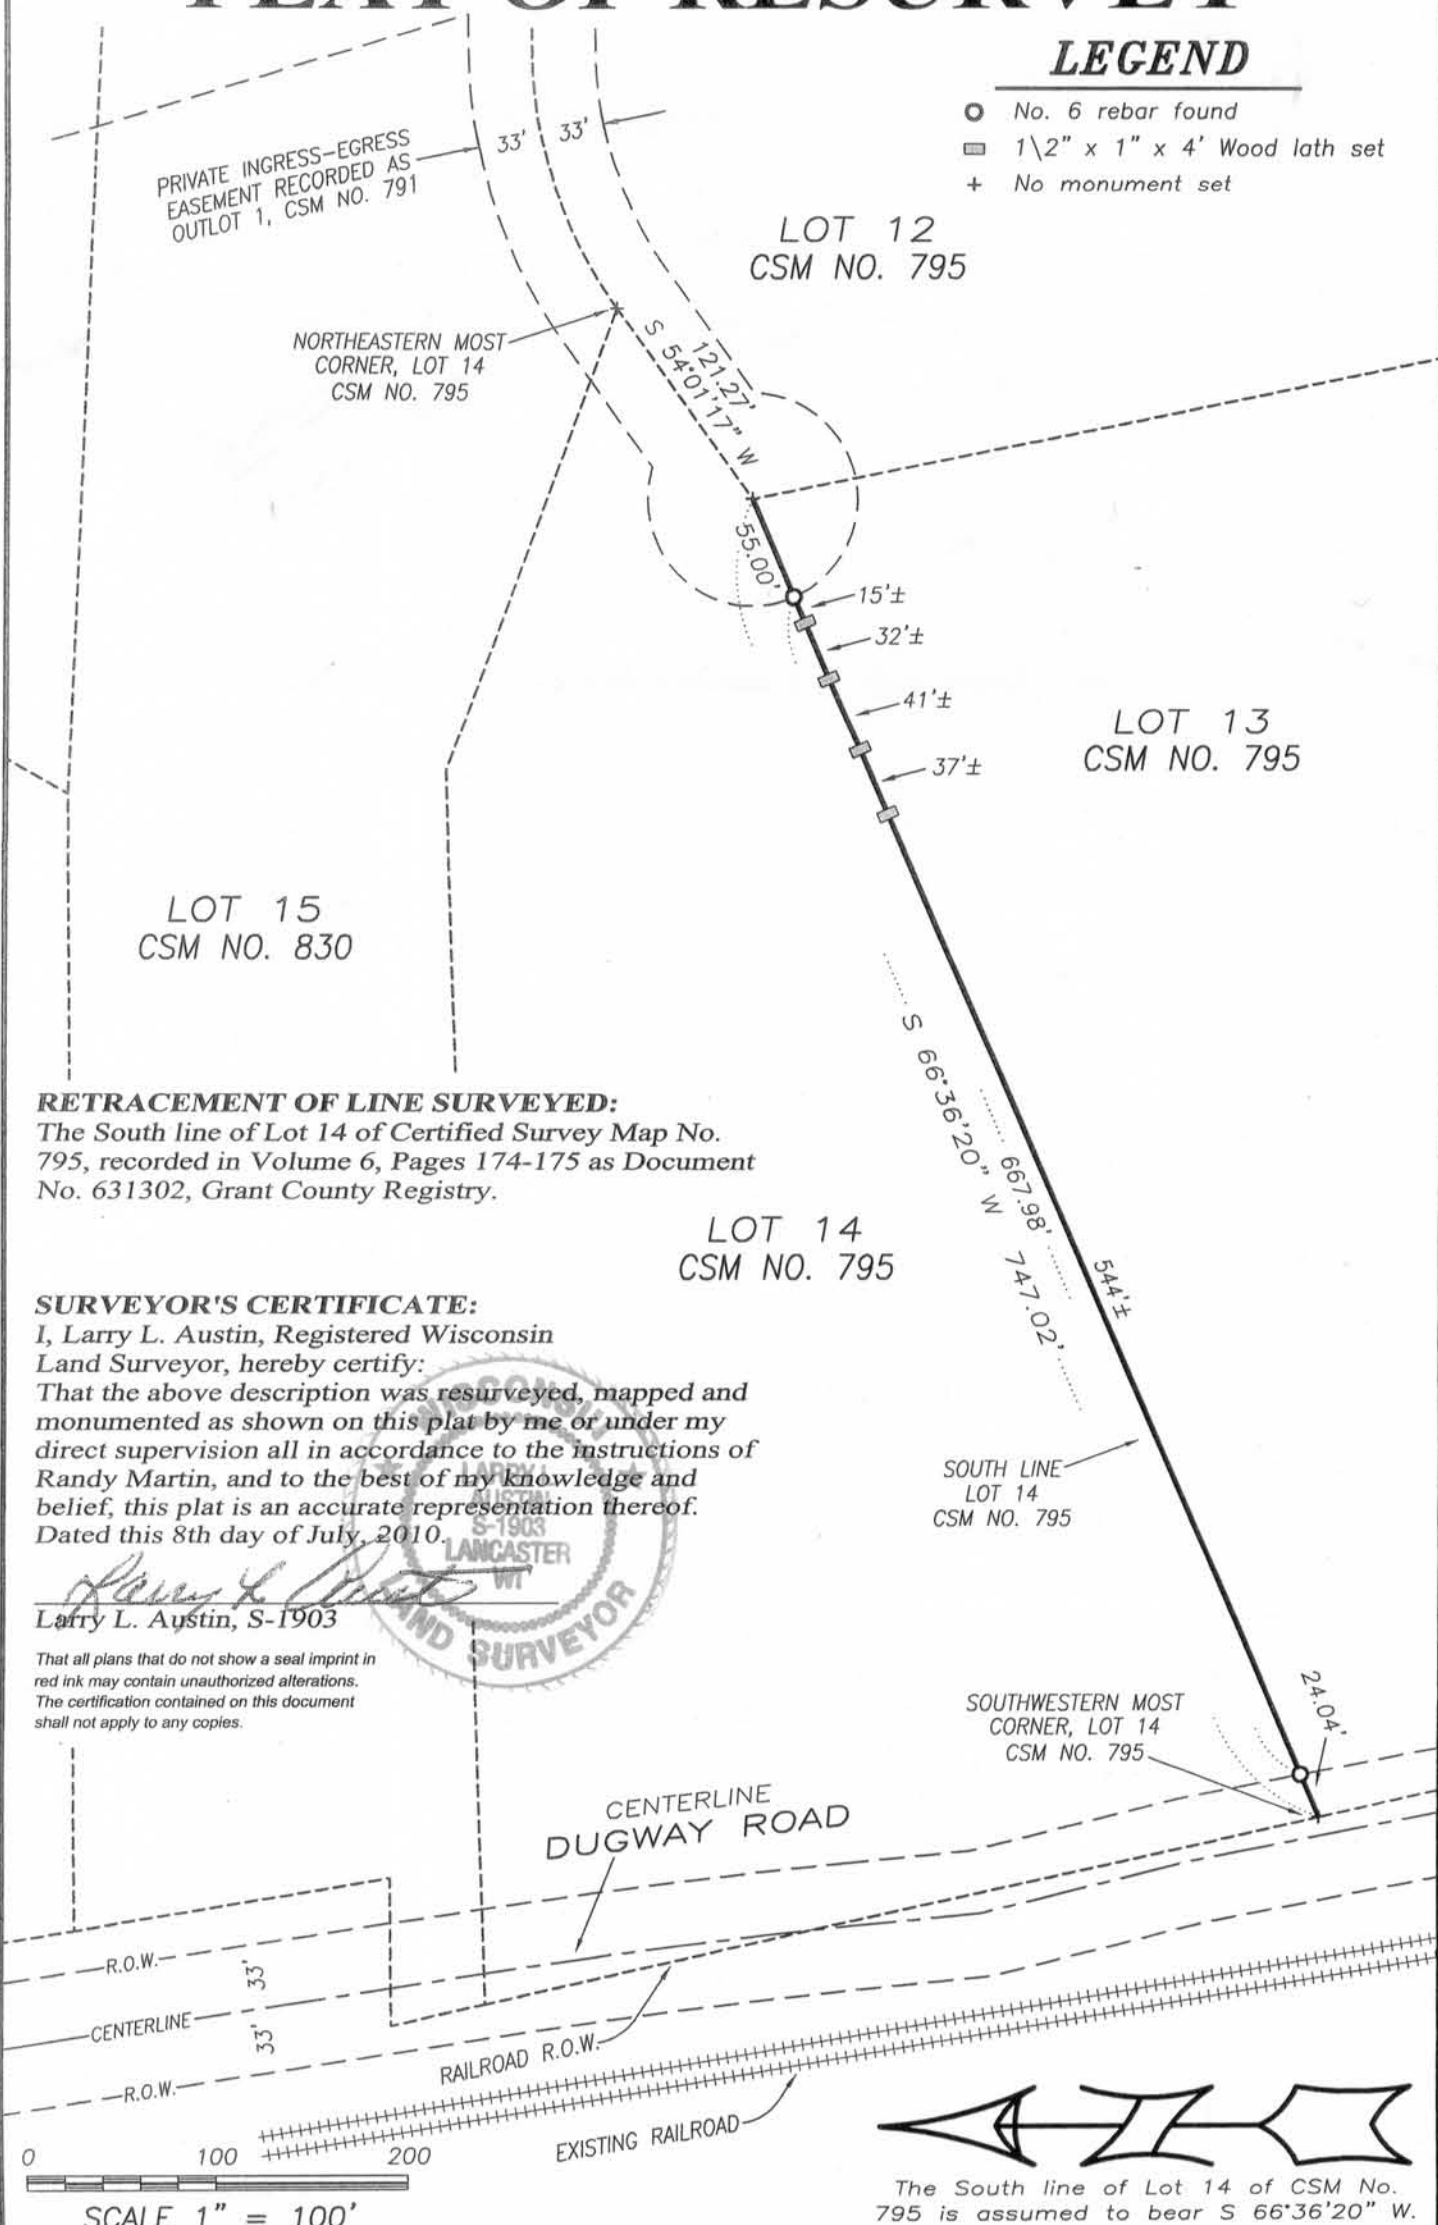 PLAT OF RESURVEY
LEGEND
No. 6 rebar found
1\2" x 1" x 4' Wood lath set
+ No monument set
PRIVATE INGRESS-EGRESS
EASEMENT RECORDED AS
OUTLOT 1, CSM NO. 791
33'
33'
LOT 12
CSM NO. 795
NORTHEASTERN MOST
CORNER, LOT 14
CSM NO. 795
121.27'
S 54°01'17" W
55.00'
15'±
32'±
41'±
37'±
LOT 13
CSM NO. 795
LOT 15
CSM NO. 830
S 66°36'20" W 747.02'
667.98'
544'±
RETRACEMENT OF LINE SURVEYED:
The South line of Lot 14 of Certified Survey Map No.
795, recorded in Volume 6, Pages 174-175 as Document
No. 631302, Grant County Registry.
LOT 14
CSM NO. 795
SURVEYOR'S CERTIFICATE:
I, Larry L. Austin, Registered Wisconsin
Land Surveyor, hereby certify:
That the above description was resurveyed, mapped and
monumented as shown on this plat by me or under my
direct supervision all in accordance to the instructions of
Randy Martin, and to the best of my knowledge and
belief, this plat is an accurate representation thereof.
Dated this 8th day of July, 2010.
WISCONSIN
LARRY L.
AUSTIN
S-1903
LANCASTER
WI
LAND SURVEYOR
Larry L Austin
Larry L. Austin, S-1903
That all plans that do not show a seal imprint in
red ink may contain unauthorized alterations.
The certification contained on this document
shall not apply to any copies.
SOUTH LINE
LOT 14
CSM NO. 795
SOUTHWESTERN MOST
CORNER, LOT 14
CSM NO. 795
24.04'
CENTERLINE
DUGWAY ROAD
R.O.W.
33'
CENTERLINE
33'
R.O.W.
RAILROAD R.O.W.
EXISTING RAILROAD
0 100 200
SCALE 1" = 100'
N
The South line of Lot 14 of CSM No.
795 is assumed to bear S 66°36'20" W.